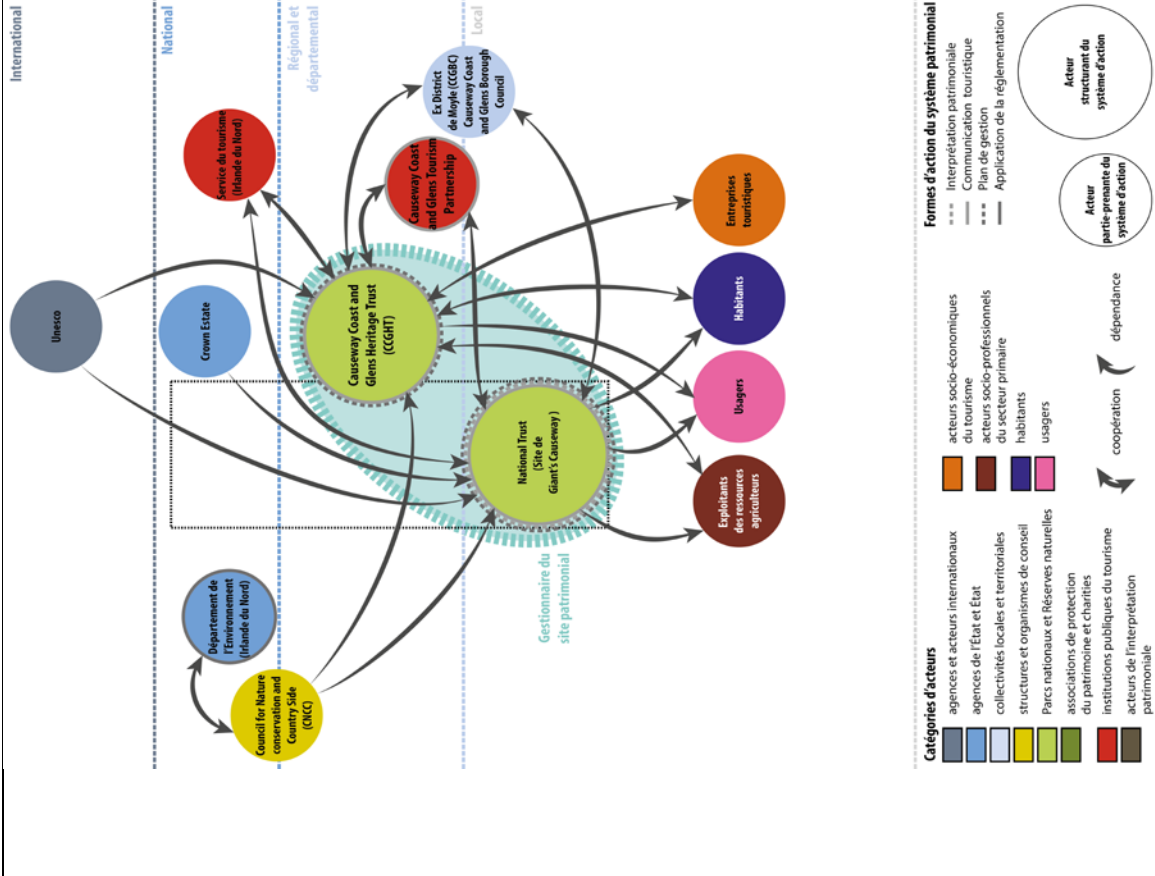 International
National
Régional et
départemental
Local
Unesco
Crown Estate
Service du tourisme
(Irlande du Nord)
Département de
l'Environnement
(Irlande du Nord)
Council for Nature
conservation and
Country Side
(CNCC)
Causeway Coast and
Glens Heritage Trust
(CCGHT)
Causeway Coast
and Glens Tourism
Partnership
Ex District
de Moyle (CCGBC)
Causeway Coast
and Glens Borough
Council
National Trust
(Site de
Giant's Causeway )
Gestionnaire du
site patrimonial
Exploitants
des ressources
agriculteurs
Usagers
Habitants
Entreprises
touristiques
Catégories d'acteurs
agences et acteurs internationaux
agences de l'État et État
collectivités locales et territoriales
structures et organismes de conseil
Parcs nationaux et Réserves naturelles
associations de protection
du patrimoine et charities
institutions publiques du tourisme
acteurs de l'interprétation
patrimoniale
acteurs socio-économiques
du tourisme
acteurs socio-professionnels
du secteur primaire
habitants
usagers
coopération
dépendance
Formes d'action du système patrimonial
Interprétation patrimoniale
Communication touristique
Plan de gestion
Application de la réglementation
Acteur
partie-prenante du
système d'action
Acteur
structurant du
système d'action